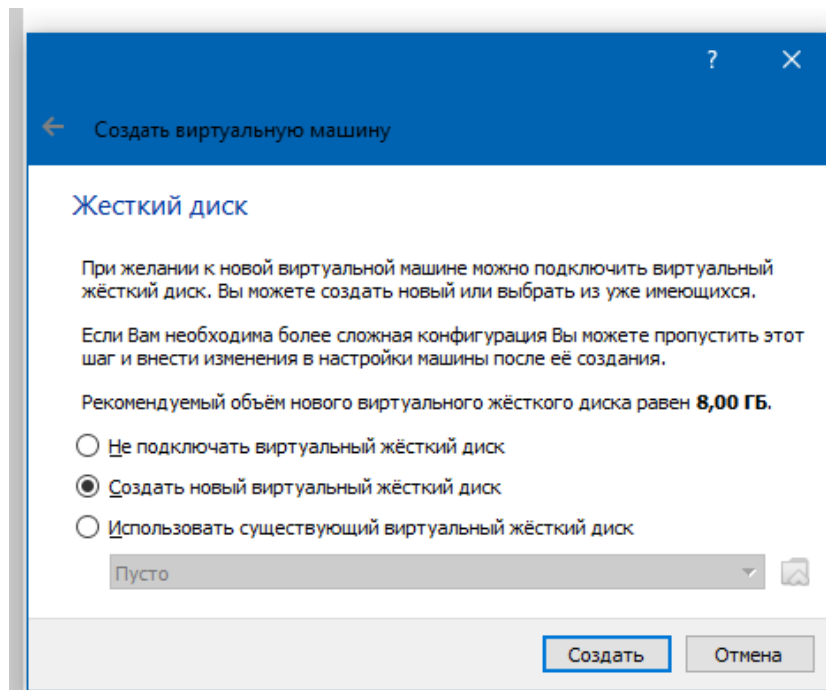 ?
Создать виртуальную машину
Жесткий диск
При желании к новой виртуальной машине можно подключить виртуальный
жёсткий диск. Вы можете создать новый или выбрать из уже имеющихся.
Если Вам необходима более сложная конфигурация Вы можете пропустить этот
шаг и внести изменения в настройки машины после её создания.
Рекомендуемый объём нового виртуального жёсткого диска равен 8,00 ГБ.
Не подключать виртуальный жёсткий диск
Создать новый виртуальный жёсткий диск
Использовать существующий виртуальный жёсткий диск
Пусто
Создать Отмена